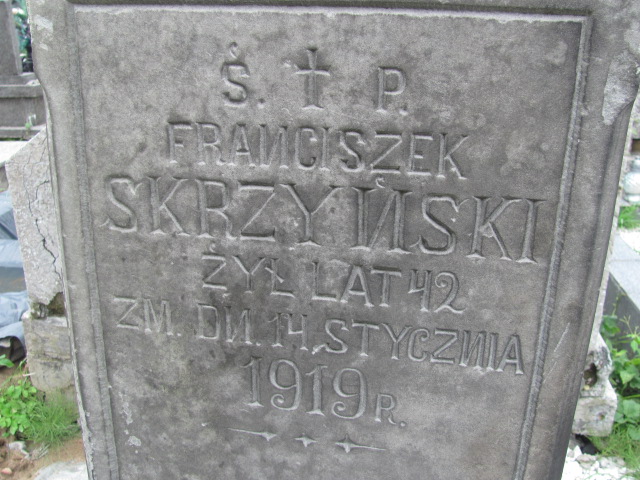 Ś. † P.
FRANCISZEK
SKRZYŃSKI
ŻYŁ LAT 42
ZM. DN. 14 STYCZNIA
1919 R.